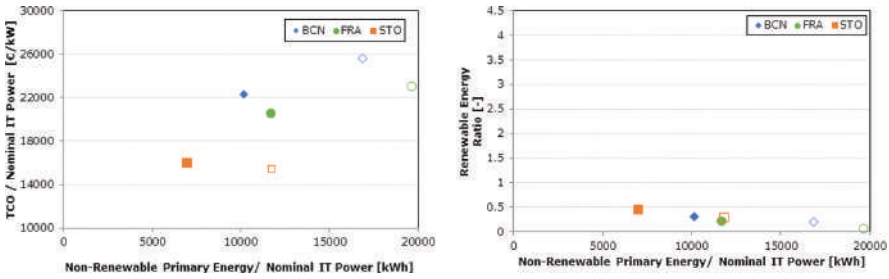 30000
26000
22000
18000
14000
10000
TCO / Nominal IT Power [€/kW]
BCN FRA STO
0 5000 10000 15000 20000
Non-Renewable Primary Energy/ Nominal IT Power [kWh]
4.5
4
3.5
3
2.5
2
1.5
1
0.5
0
Renewable Energy
Ratio [-]
BCN FRA STO
0 5000 10000 15000 20000
Non-Renewable Primary Energy/ Nominal IT Power [kWh]